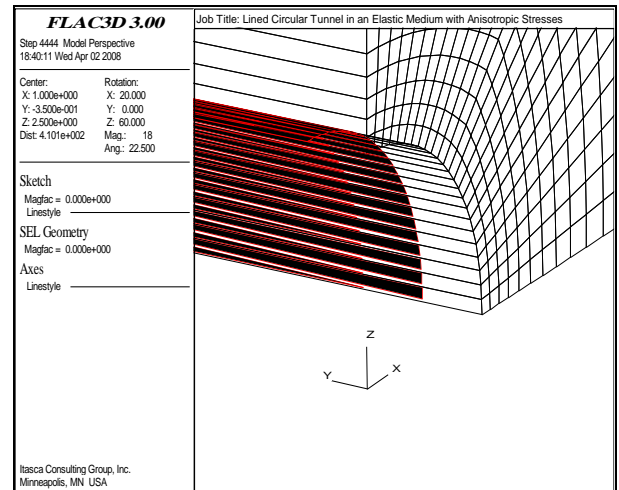 FLAC3D 3.00
Step 4444 Model Perspective
18:40:11 Wed Apr 02 2008
Center:
X: 1.000e+000
Y: -3.500e-001
Z: 2.500e+000
Dist: 4.101e+002
Rotation:
X: 20.000
Y: 0.000
Z: 60.000
Mag.: 18
Ang.: 22.500
Sketch
Magfac = 0.000e+000
Linestyle
SEL Geometry
Magfac = 0.000e+000
Axes
Linestyle
Itasca Consulting Group, Inc.
Minneapolis, MN USA
Job Title: Lined Circular Tunnel in an Elastic Medium with Anisotropic Stresses
Z
Y
X